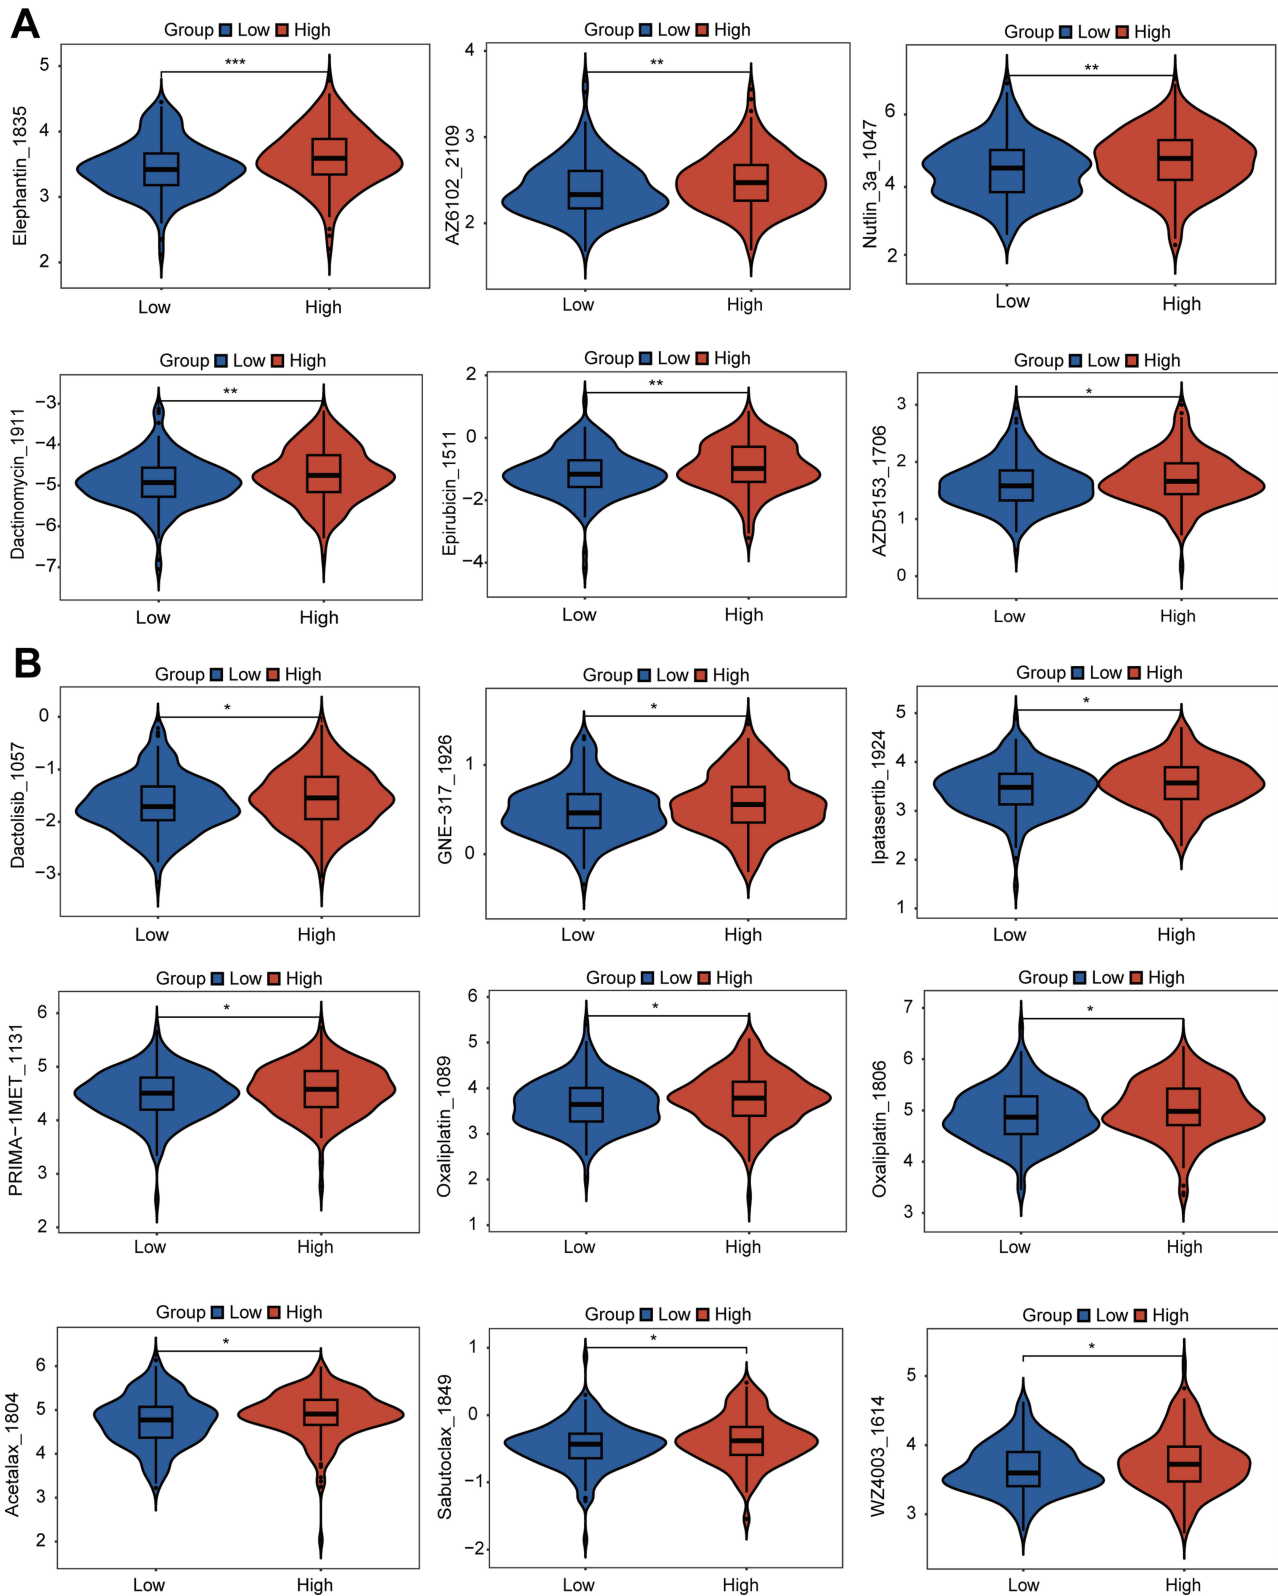 A
Group Low High
Elephantin_1835
5
4
3
2
***
Low High
Group Low High
AZ6102_2109
4
3
2
**
Low High
Group Low High
Nutlin_3a_1047
6
4
2
**
Low High
Group Low High
Dactinomycin_1911
−3
−4
−5
−6
−7
**
Low High
Group Low High
Epirubicin_1511
2
0
−2
−4
**
Low High
Group Low High
AZD5153_1706
3
2
1
0
*
Low High
B
Group Low High
Dactolisib_1057
0
−1
−2
−3
*
Low High
Group Low High
GNE−317_1926
1
0
*
Low High
Group Low High
Ipatasertib_1924
5
4
3
2
1
*
Low High
Group Low High
PRIMA−1MET_1131
6
5
4
3
2
*
Low High
Group Low High
Oxaliplatin_1089
6
5
4
3
2
1
*
Low High
Group Low High
Oxaliplatin_1806
7
6
5
4
3
*
Low High
Group Low High
Acetalax_1804
6
5
4
3
2
*
Low High
Group Low High
Sabutoclax_1849
1
0
−1
−2
*
Low High
Group Low High
WZ4003_1614
5
4
3
*
Low High